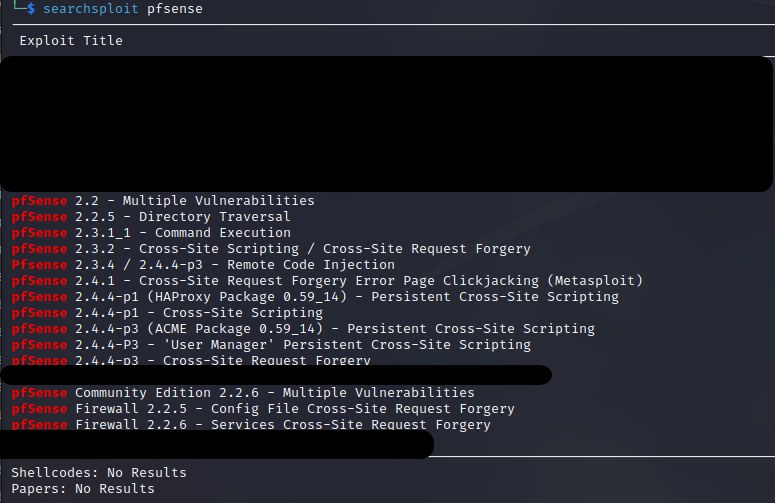 └─$ searchsploit pfsense
Exploit Title
pfSense 2.2 - Multiple Vulnerabilities
pfSense 2.2.5 - Directory Traversal
pfSense 2.3.1_1 - Command Execution
pfSense 2.3.2 - Cross-Site Scripting / Cross-Site Request Forgery
Pfsense 2.3.4 / 2.4.4-p3 - Remote Code Injection
pfSense 2.4.1 - Cross-Site Request Forgery Error Page Clickjacking (Metasploit)
pfSense 2.4.4-p1 (HAProxy Package 0.59_14) - Persistent Cross-Site Scripting
pfSense 2.4.4-p1 - Cross-Site Scripting
pfSense 2.4.4-p3 (ACME Package 0.59_14) - Persistent Cross-Site Scripting
pfSense 2.4.4-P3 - 'User Manager' Persistent Cross-Site Scripting
pfSense 2.4.4-p3 - Cross-Site Request Forgery
pfSense Community Edition 2.2.6 - Multiple Vulnerabilities
pfSense Firewall 2.2.5 - Config File Cross-Site Request Forgery
pfSense Firewall 2.2.6 - Services Cross-Site Request Forgery
Shellcodes: No Results
Papers: No Results